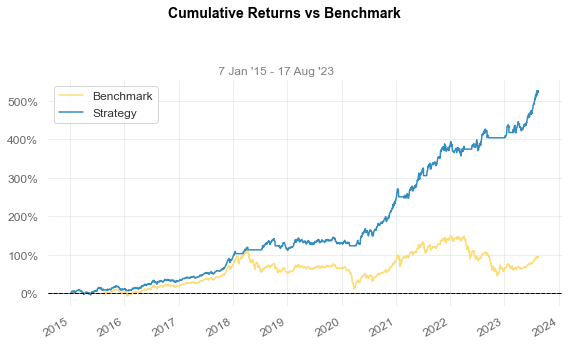 Cumulative Returns vs Benchmark
7 Jan '15 - 17 Aug '23
Benchmark
Strategy
500%
400%
300%
200%
100%
0%
2015 2016 2017 2018 2019 2020 2021 2022 2023 2024